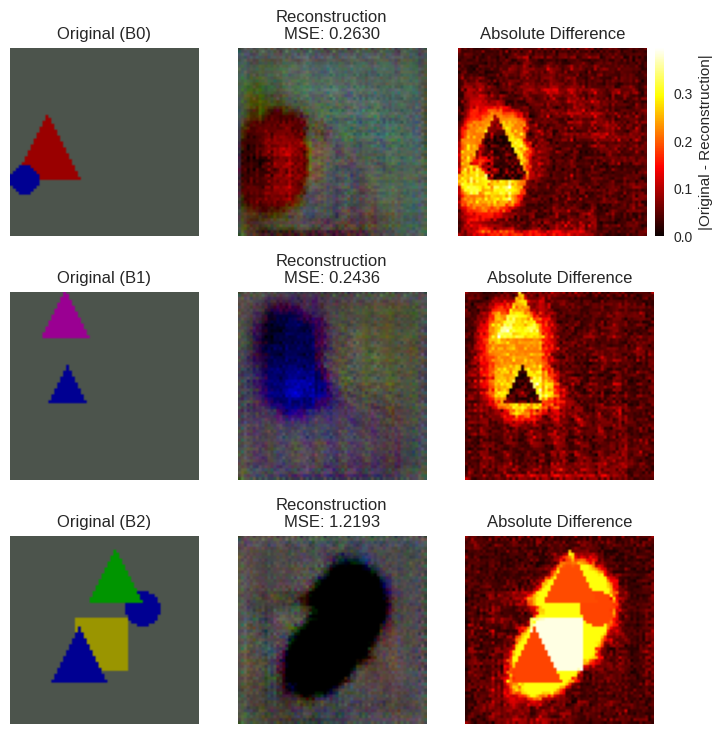 Original (B0)
Reconstruction
MSE: 0.2630
Absolute Difference
0.3
0.2
0.1
0.0
|Original - Reconstruction|
Original (B1)
Reconstruction
MSE: 0.2436
Absolute Difference
Original (B2)
Reconstruction
MSE: 1.2193
Absolute Difference